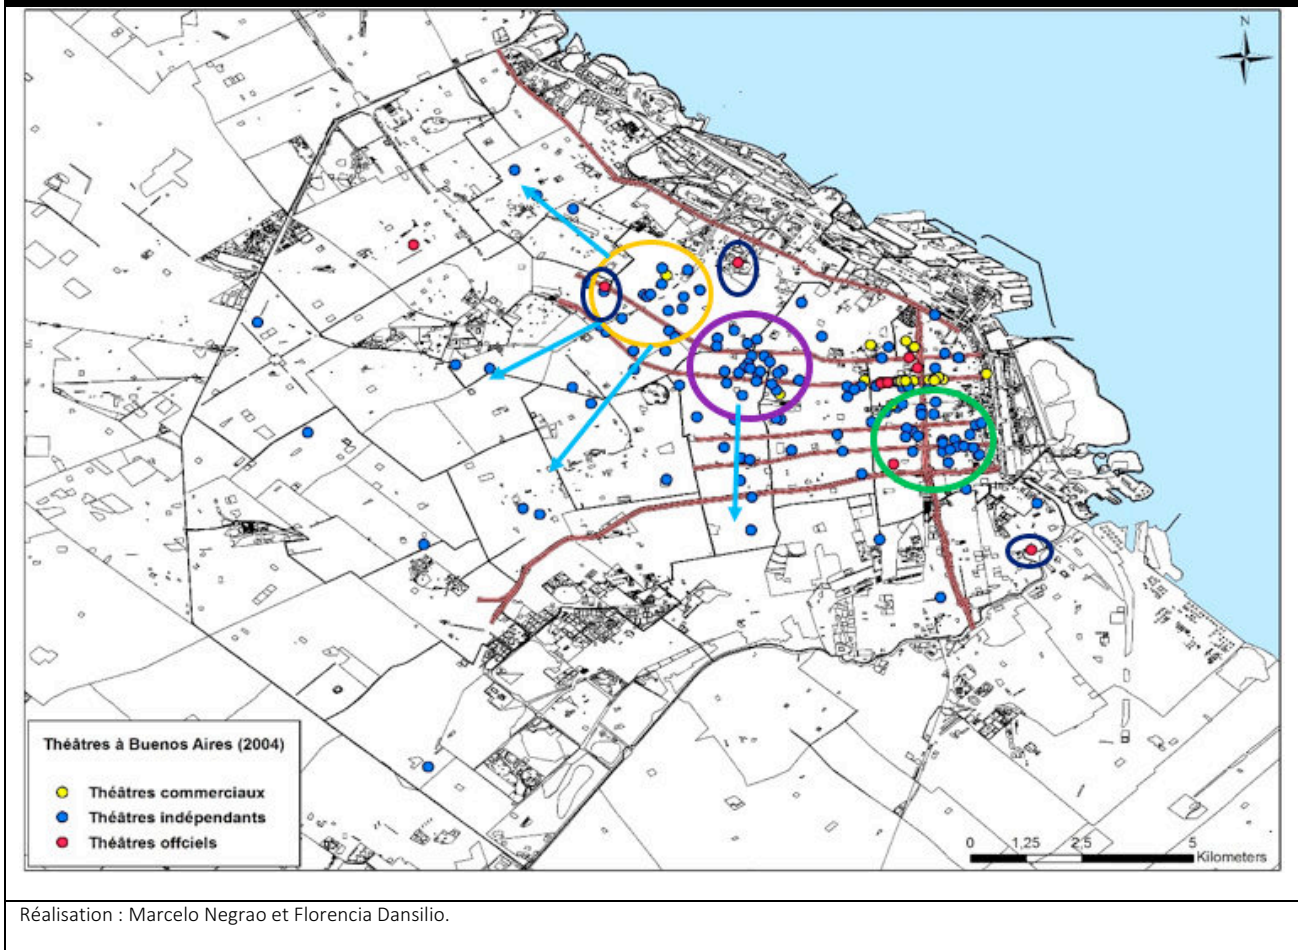 N
Théâtres à Buenos Aires (2004)
Théâtres commerciaux
Théâtres indépendants
Théâtres offciels
0 1,25 2,5 5
Kilometers
Réalisation : Marcelo Negrao et Florencia Dansilio.